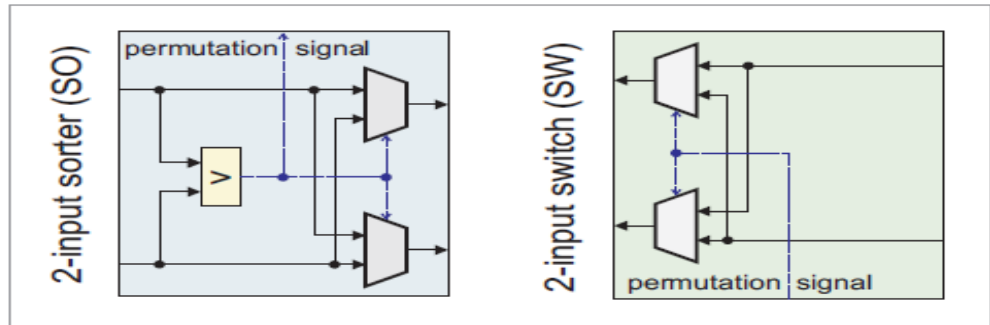 2-input sorter (SO)
permutation signal
V
2-input switch (SW)
permutation signal